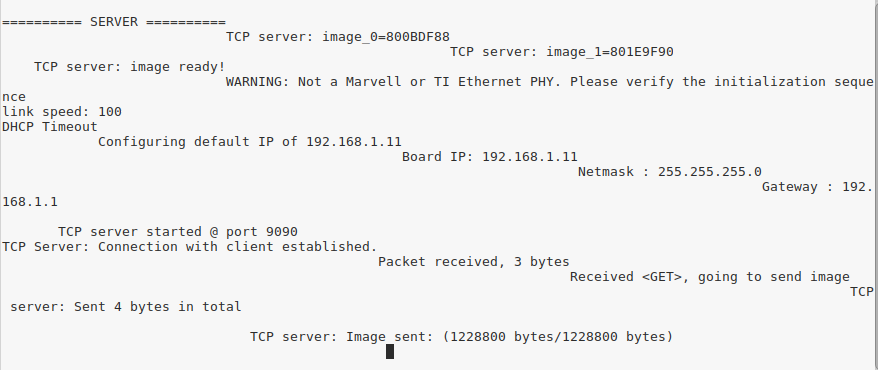 ========== SERVER ==========
TCP server: image_0=800BDF88
TCP server: image_1=801E9F90
TCP server: image ready!
WARNING: Not a Marvell or TI Ethernet PHY. Please verify the initialization seque
nce
link speed: 100
DHCP Timeout
Configuring default IP of 192.168.1.11
Board IP: 192.168.1.11
Netmask : 255.255.255.0
Gateway : 192.
168.1.1
TCP server started @ port 9090
TCP Server: Connection with client established.
Packet received, 3 bytes
Received <GET>, going to send image
TCP
server: Sent 4 bytes in total
TCP server: Image sent: (1228800 bytes/1228800 bytes)